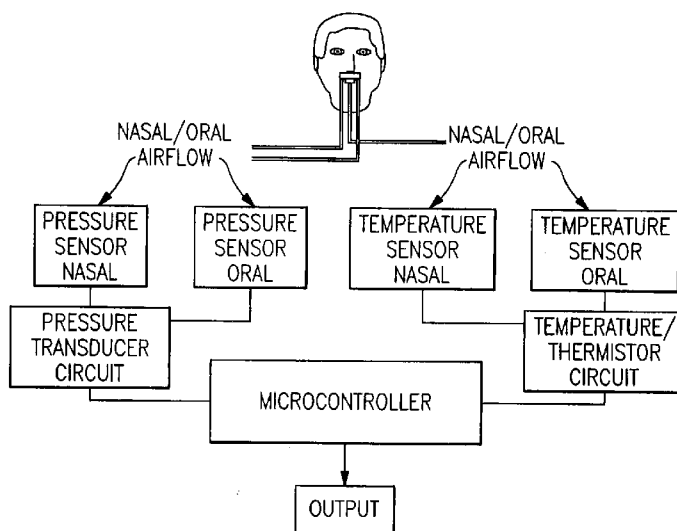 NASAL/ORAL
AIRFLOW
NASAL/ORAL
AIRFLOW
PRESSURE
SENSOR
NASAL
PRESSURE
SENSOR
ORAL
TEMPERATURE
SENSOR
NASAL
TEMPERATURE
SENSOR
ORAL
PRESSURE
TRANSDUCER
CIRCUIT
TEMPERATURE/
THERMISTOR
CIRCUIT
MICROCONTROLLER
OUTPUT